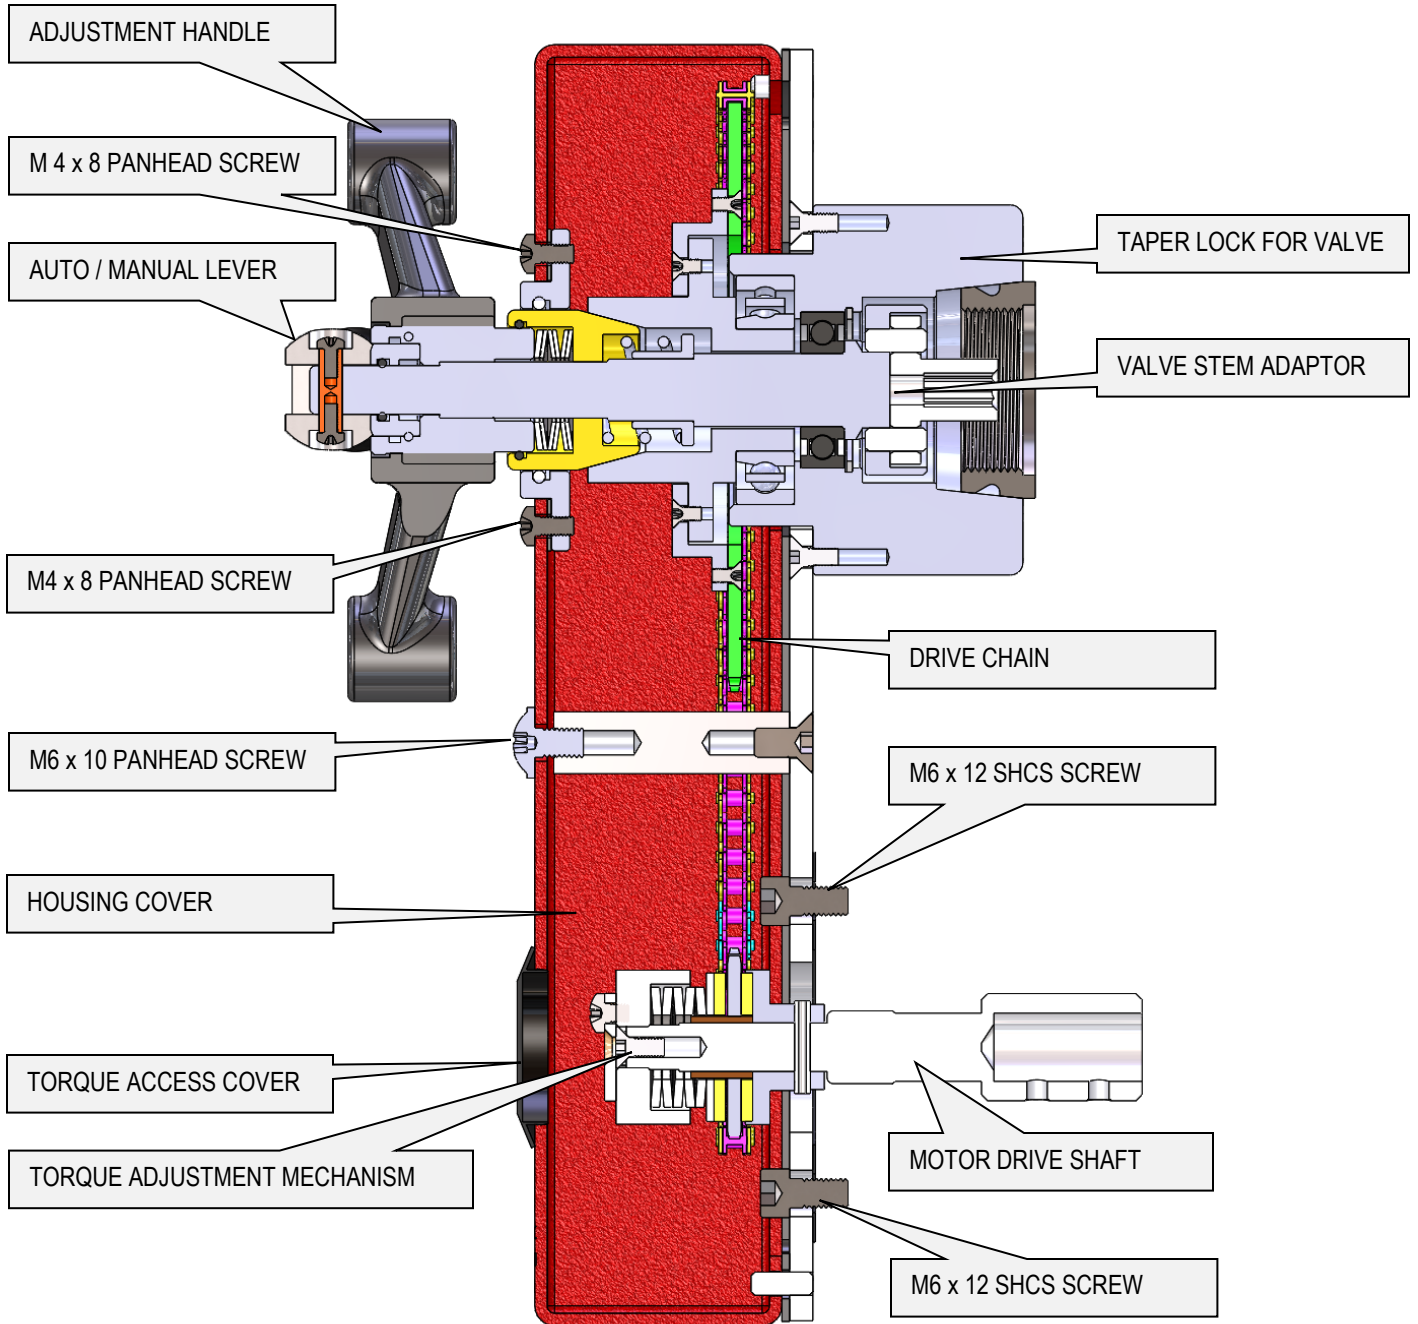 ADJUSTMENT HANDLE
M 4 x 8 PANHEAD SCREW
AUTO / MANUAL LEVER
TAPER LOCK FOR VALVE
VALVE STEM ADAPTOR
M4 x 8 PANHEAD SCREW
DRIVE CHAIN
M6 x 10 PANHEAD SCREW
M6 x 12 SHCS SCREW
HOUSING COVER
TORQUE ACCESS COVER
MOTOR DRIVE SHAFT
TORQUE ADJUSTMENT MECHANISM
M6 x 12 SHCS SCREW